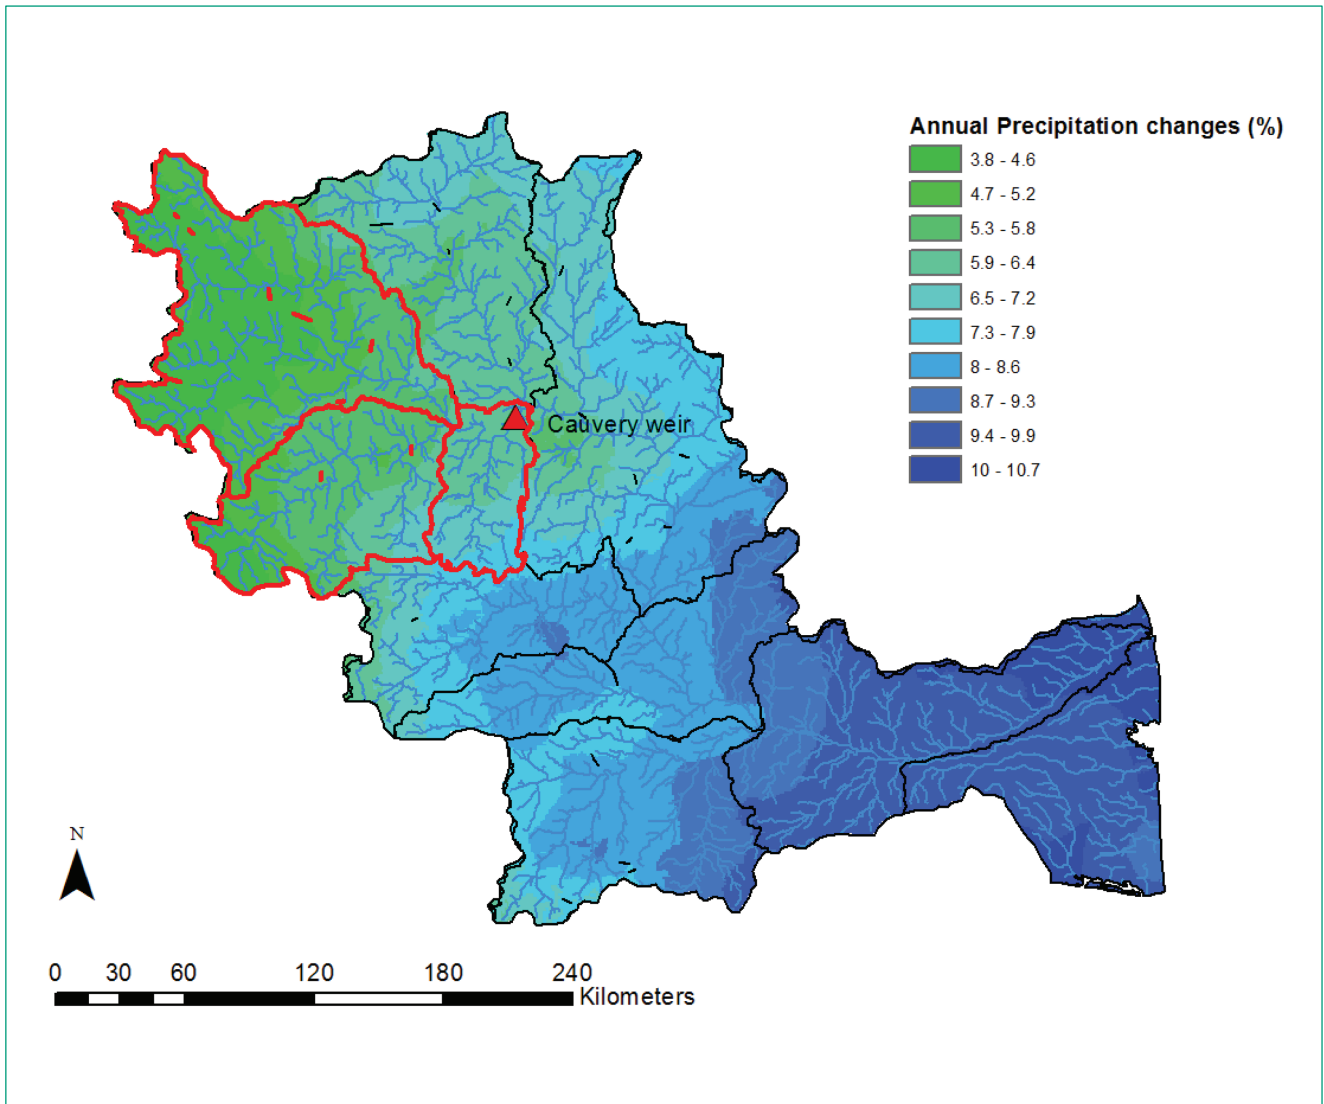 Annual Precipitation changes (%)
3.8 - 4.6
4.7 - 5.2
5.3 - 5.8
5.9 - 6.4
6.5 - 7.2
7.3 - 7.9
8 - 8.6
8.7 - 9.3
9.4 - 9.9
10 - 10.7
Cauvery weir
N
0 30 60 120 180 240
Kilometers